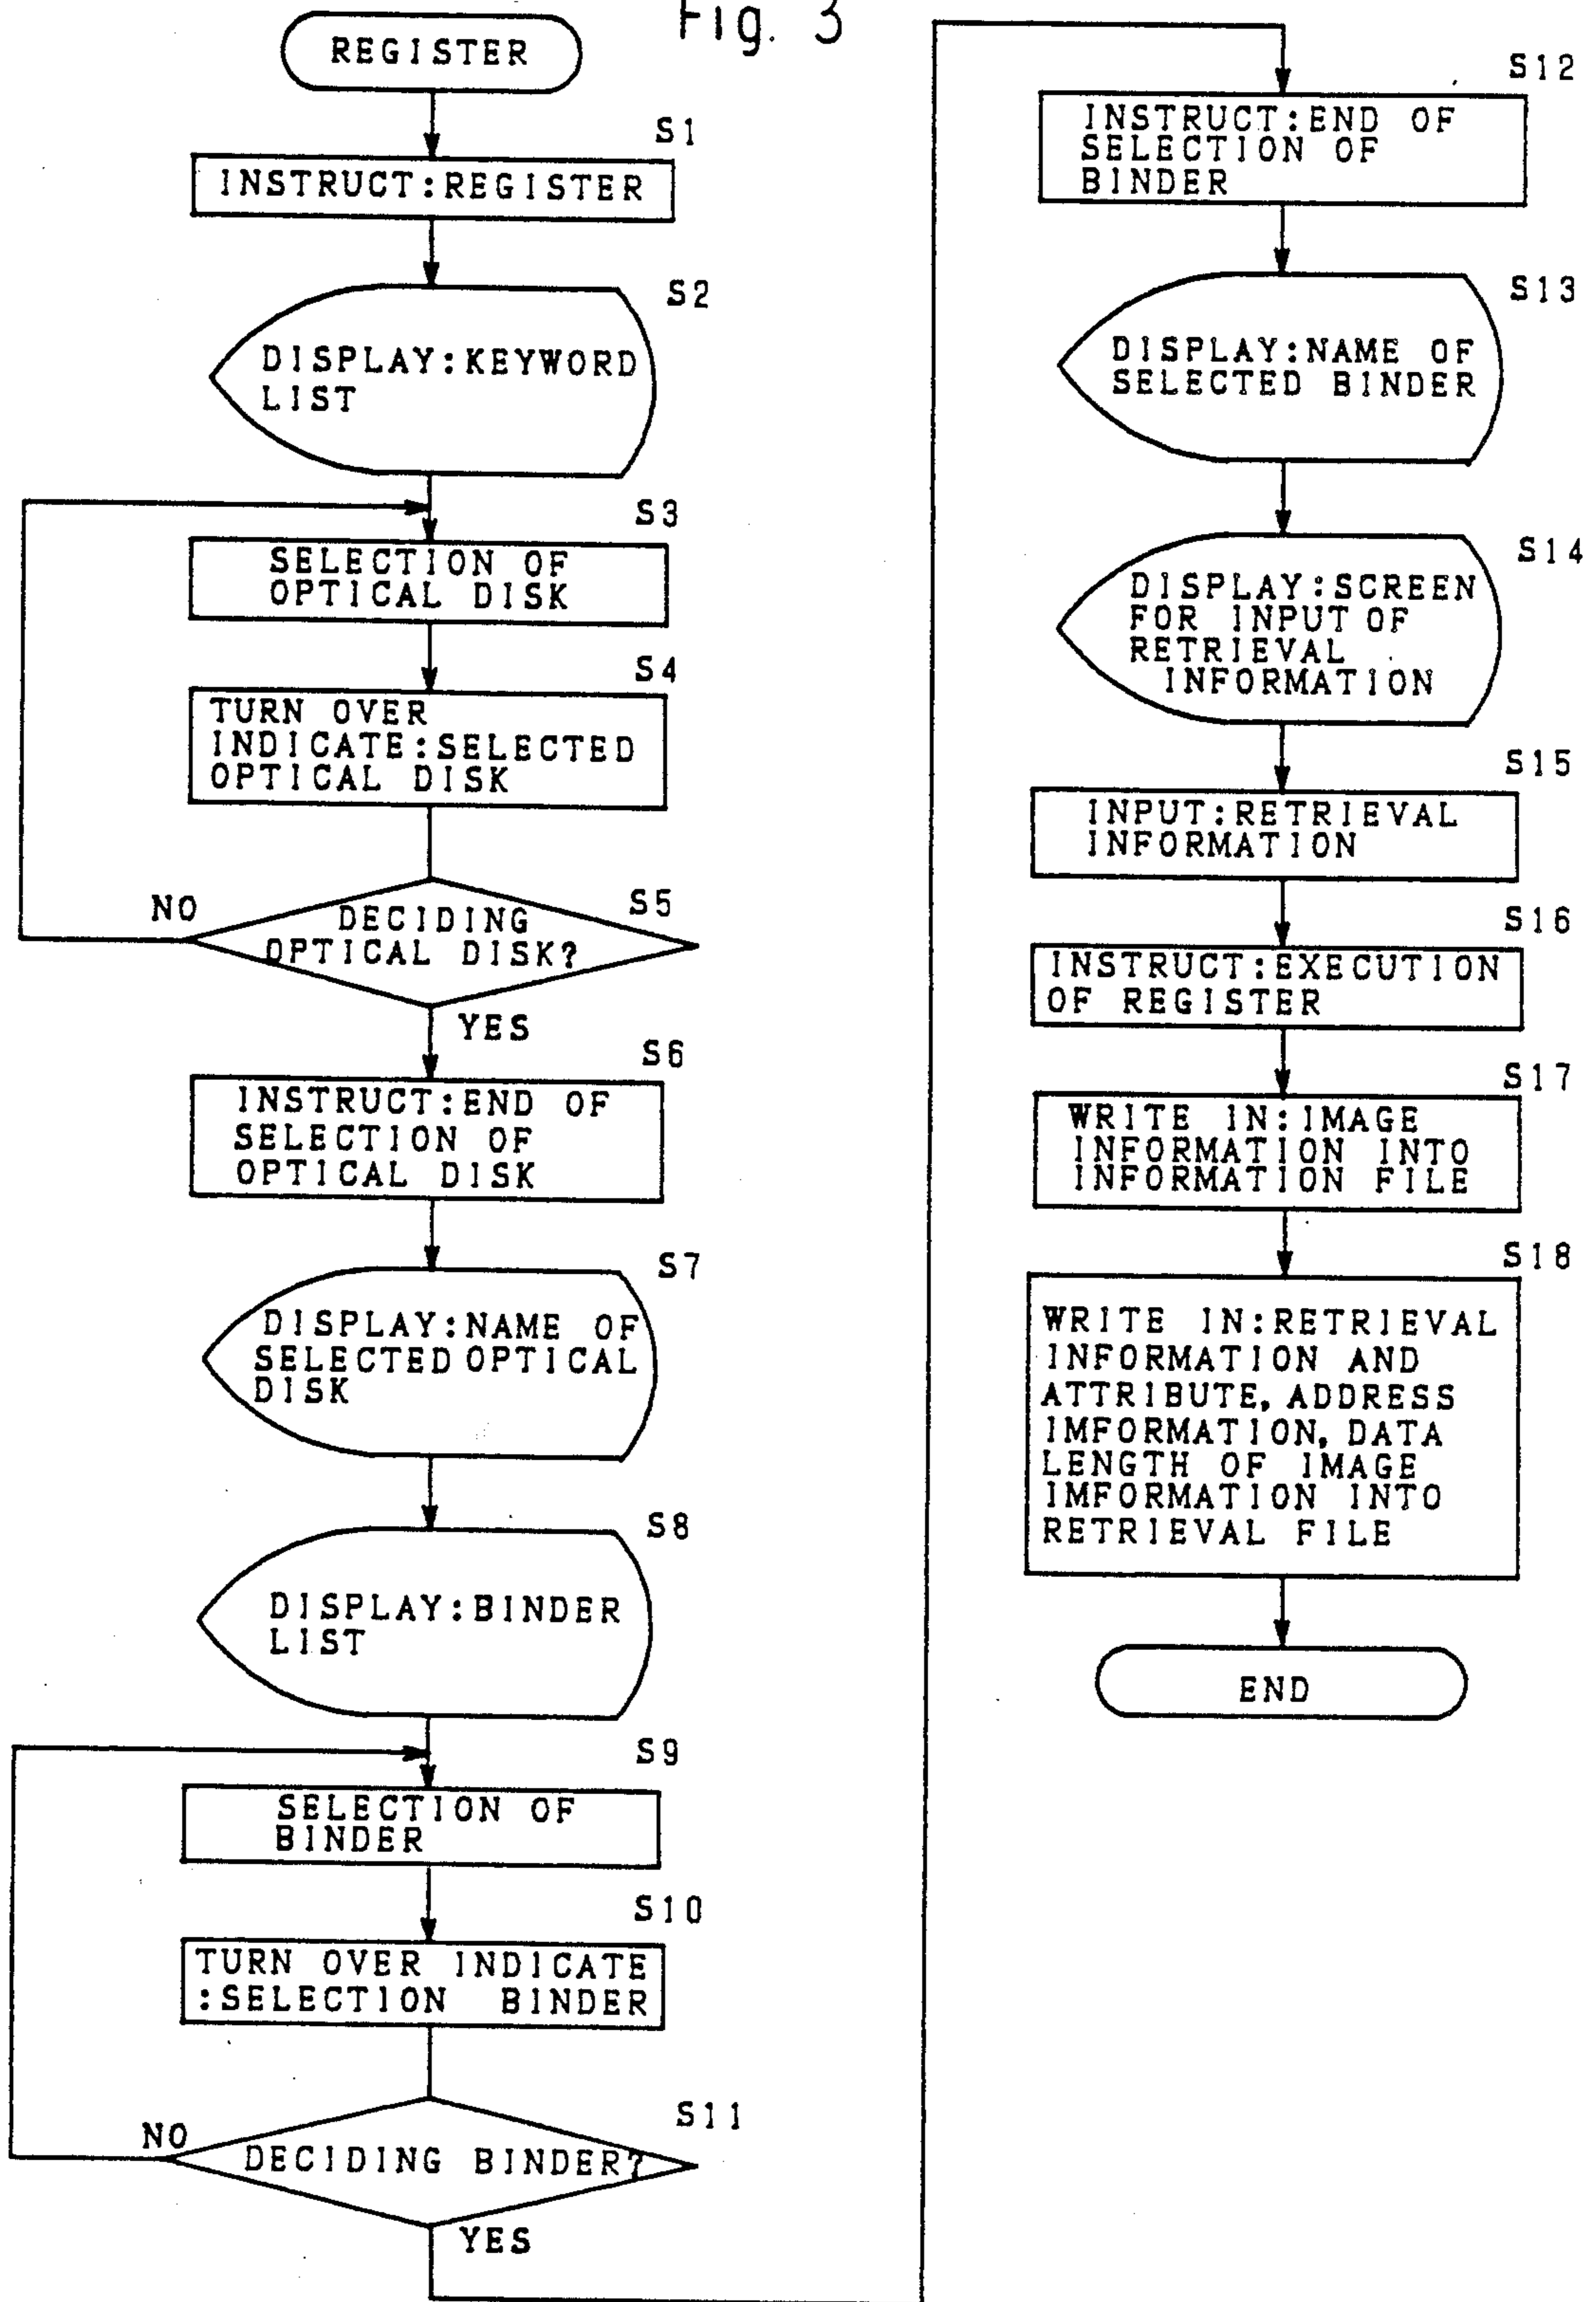 Fig. 3
REGISTER
S1
INSTRUCT:REGISTER
S2
DISPLAY:KEYWORD
LIST
S3
SELECTION OF
OPTICAL DISK
S4
TURN OVER
INDICATE:SELECTED
OPTICAL DISK
S5
NO
DECIDING
OPTICAL DISK?
YES
S6
INSTRUCT:END OF
SELECTION OF
OPTICAL DISK
S7
DISPLAY:NAME OF
SELECTED OPTICAL
DISK
S8
DISPLAY:BINDER
LIST
S9
SELECTION OF
BINDER
S10
TURN OVER INDICATE
:SELECTION BINDER
S11
NO
DECIDING BINDER?
YES
S12
INSTRUCT:END OF
SELECTION OF
BINDER
S13
DISPLAY:NAME OF
SELECTED BINDER
S14
DISPLAY:SCREEN
FOR INPUT OF
RETRIEVAL
INFORMATION
S15
INPUT:RETRIEVAL
INFORMATION
S16
INSTRUCT:EXECUTION
OF REGISTER
S17
WRITE IN:IMAGE
INFORMATION INTO
INFORMATION FILE
S18
WRITE IN:RETRIEVAL
INFORMATION AND
ATTRIBUTE, ADDRESS
IMFORMATION, DATA
LENGTH OF IMAGE
IMFORMATION INTO
RETRIEVAL FILE
END